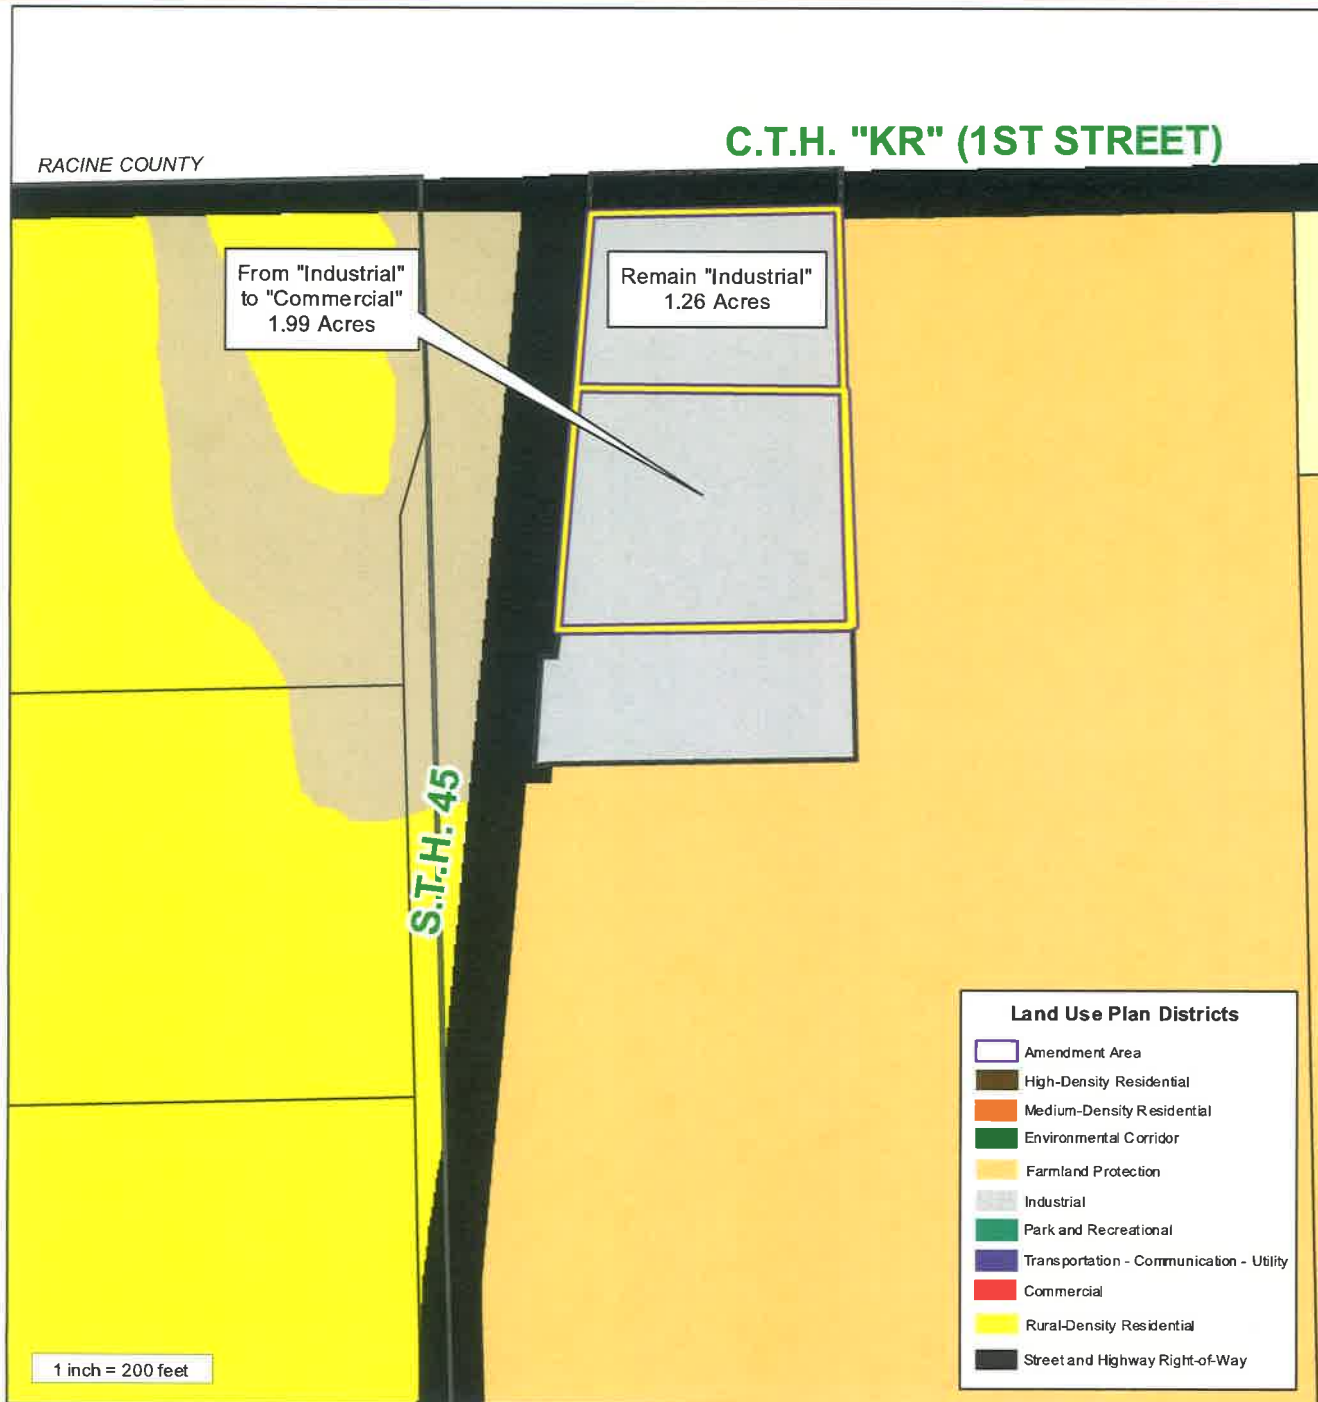 C.T.H. "KR" (1ST STREET)
RACINE COUNTY
From "Industrial"
to "Commercial"
1.99 Acres
Remain "Industrial"
1.26 Acres
S.T.H. 45
Land Use Plan Districts
Amendment Area
High-Density Residential
Medium-Density Residential
Environmental Corridor
Farmland Protection
Industrial
Park and Recreational
Transportation - Communication - Utility
Commercial
Rural-Density Residential
Street and Highway Right-of-Way
1 inch = 200 feet